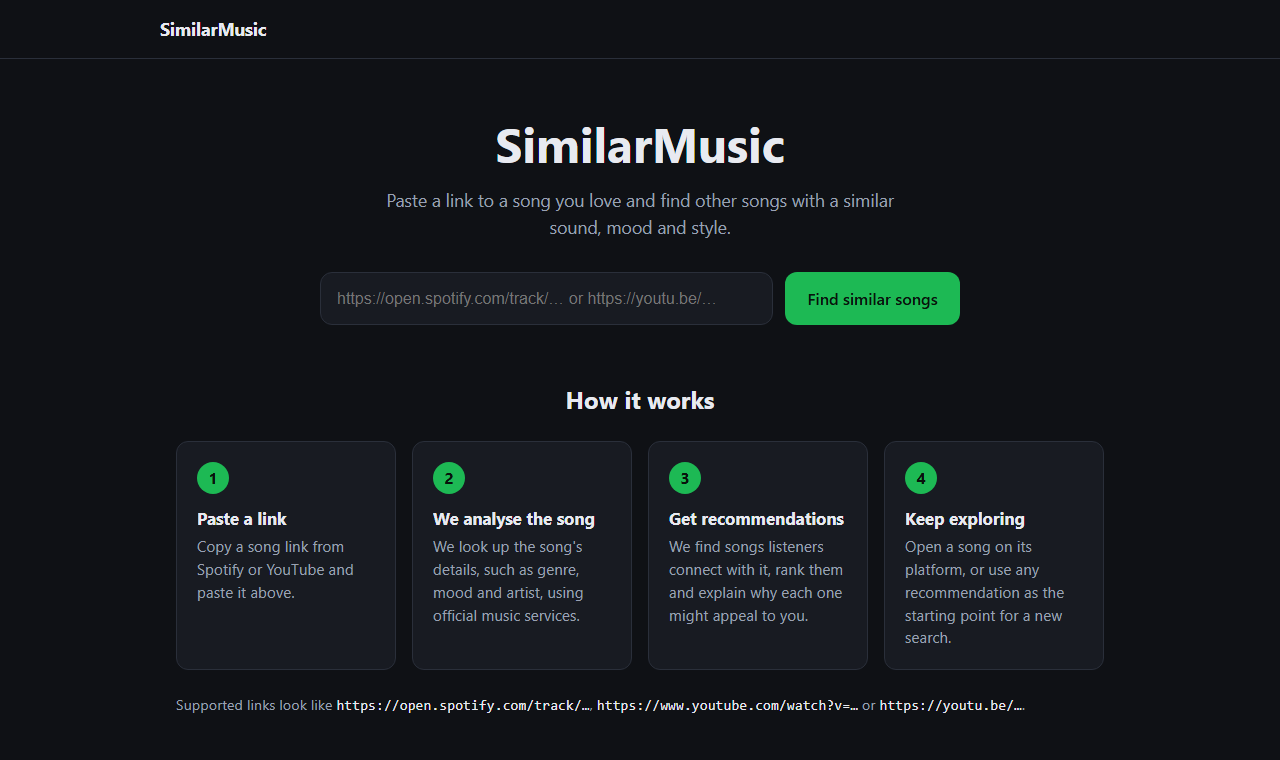 SimilarMusic
SimilarMusic
Paste a link to a song you love and find other songs with a similar
sound, mood and style.
https://open.spotify.com/track/… or https://youtu.be/…
Find similar songs
How it works
1
Paste a link
Copy a song link from
Spotify or YouTube and
paste it above.
2
We analyse the song
We look up the song's
details, such as genre,
mood and artist, using
official music services.
3
Get recommendations
We find songs listeners
connect with it, rank them
and explain why each one
might appeal to you.
4
Keep exploring
Open a song on its
platform, or use any
recommendation as the
starting point for a new
search.
Supported links look like https://open.spotify.com/track/…, https://www.youtube.com/watch?v=… or https://youtu.be/….